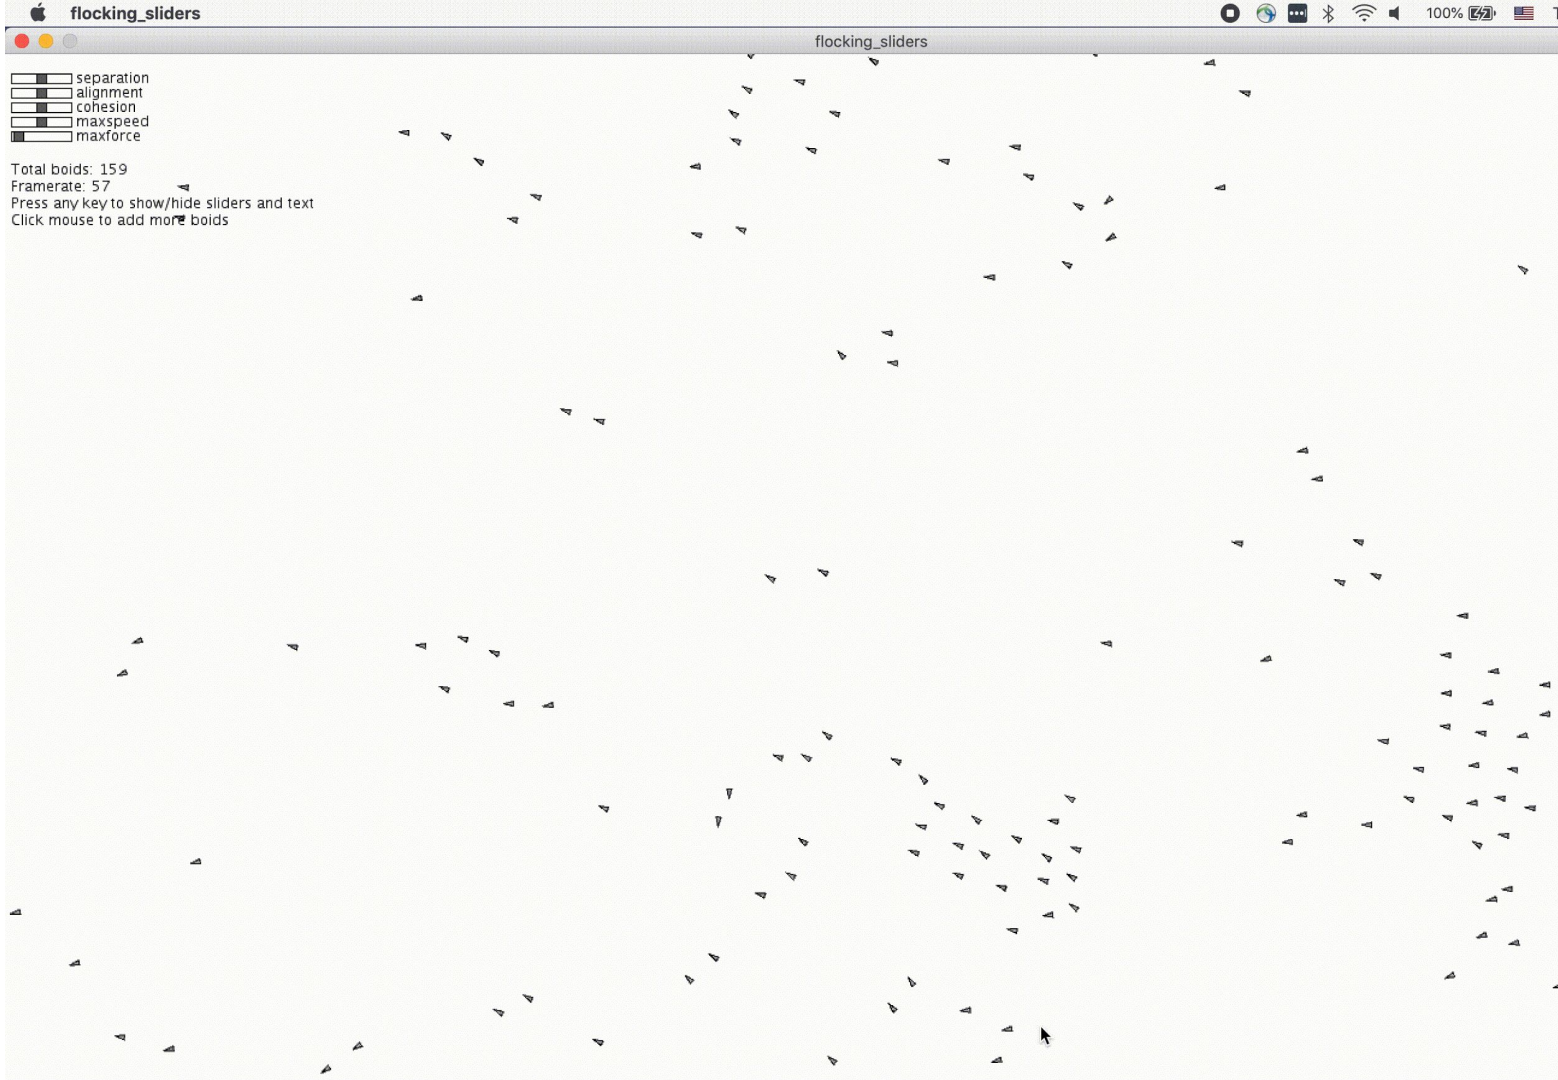 flocking_sliders
100%
flocking_sliders
separation
alignment
cohesion
maxspeed
maxforce
Total boids: 159
Framerate: 57
Press any key to show/hide sliders and text
Click mouse to add more boids